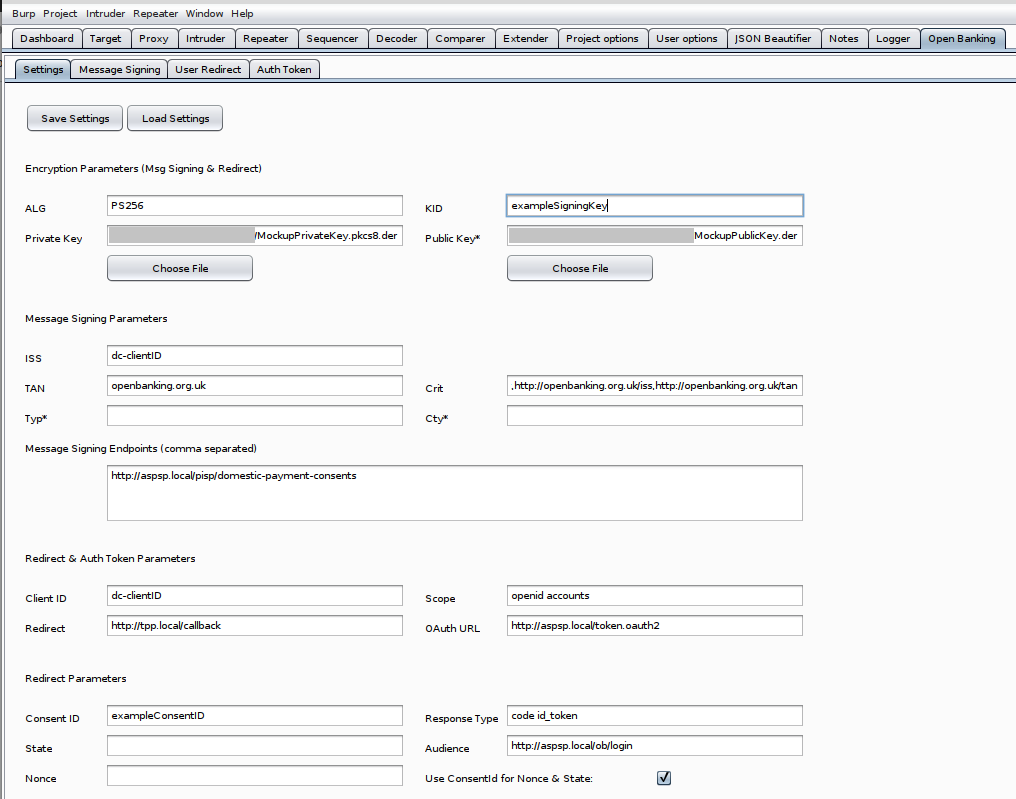 Burp Project Intruder Repeater Window Help
Dashboard Target Proxy Intruder Repeater Sequencer Decoder Comparer Extender Project options User options JSON Beautifier Notes Logger Open Banking
Settings Message Signing User Redirect Auth Token
Save Settings Load Settings
Encryption Parameters (Msg Signing & Redirect)
ALG PS256 KID exampleSigningKey
Private Key /MockupPrivateKey.pkcs8.der Public Key* MockupPublicKey.der
Choose File Choose File
Message Signing Parameters
ISS dc-clientID
TAN openbanking.org.uk Crit ,http://openbanking.org.uk/iss,http://openbanking.org.uk/tan
Typ* Cty*
Message Signing Endpoints (comma separated)
http://aspsp.local/pisp/domestic-payment-consents
Redirect & Auth Token Parameters
Client ID dc-clientID Scope openid accounts
Redirect http://tpp.local/callback OAuth URL http://aspsp.local/token.oauth2
Redirect Parameters
Consent ID exampleConsentID Response Type code id_token
State Audience http://aspsp.local/ob/login
Nonce Use ConsentId for Nonce & State: